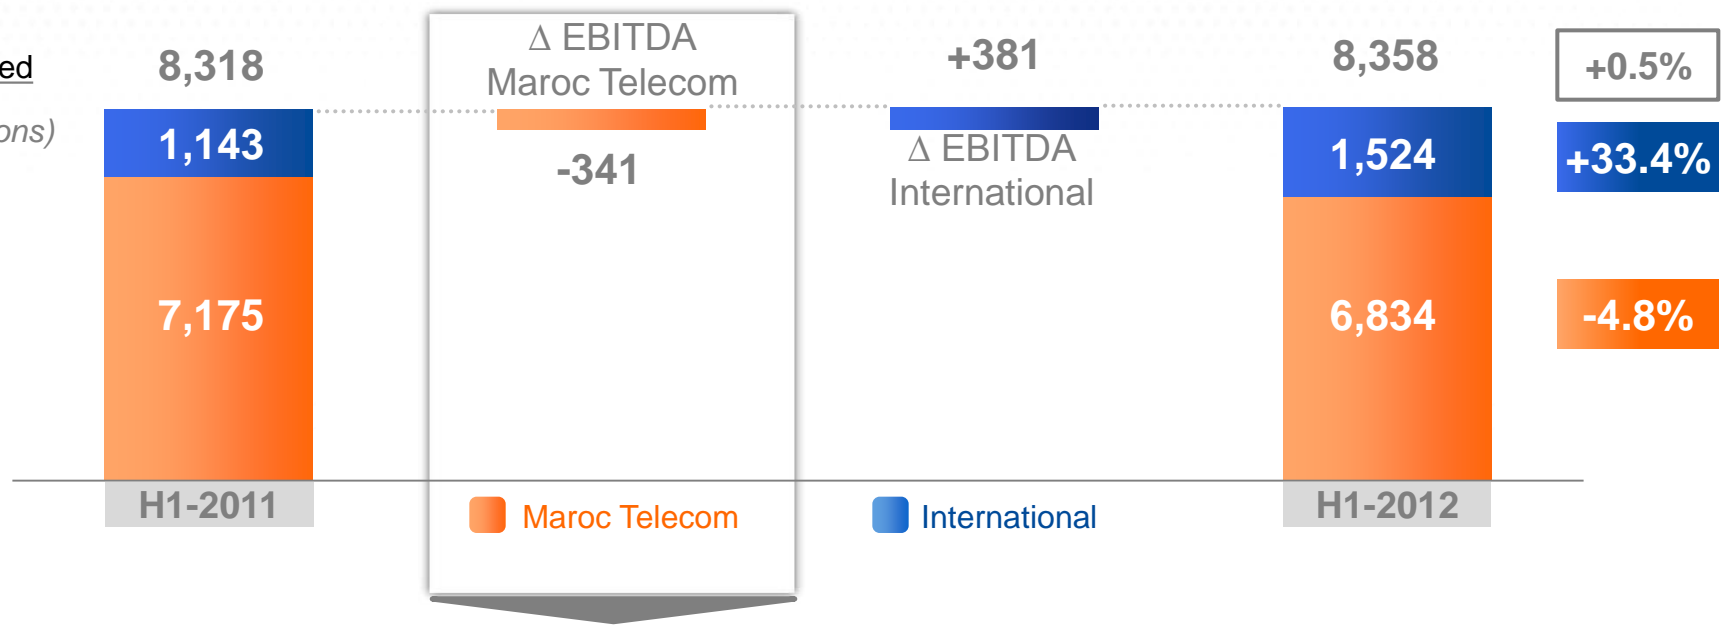 ed
ons)
8,318
1,143
7,175
H1-2011
Δ EBITDA
Maroc Telecom
-341
+381
Δ EBITDA
International
8,358
1,524
6,834
H1-2012
+0.5%
+33.4%
-4.8%
Maroc Telecom
International